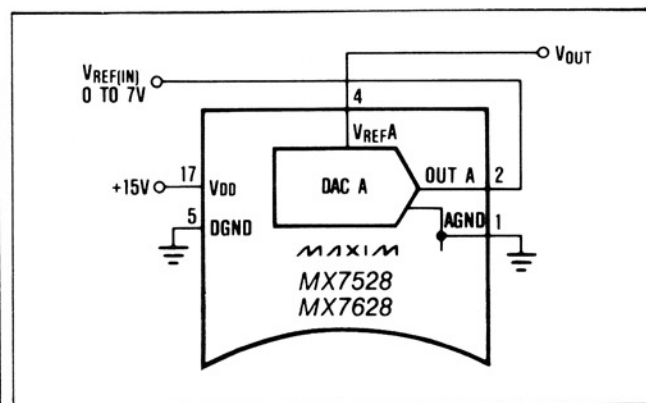 VOUT
VREF(IN)
0 TO 7V
4
VREFA
17
+15V
VDD
DAC A
OUT A
2
5
DGND
AGND
1
MAXIM
MX7528
MX7628